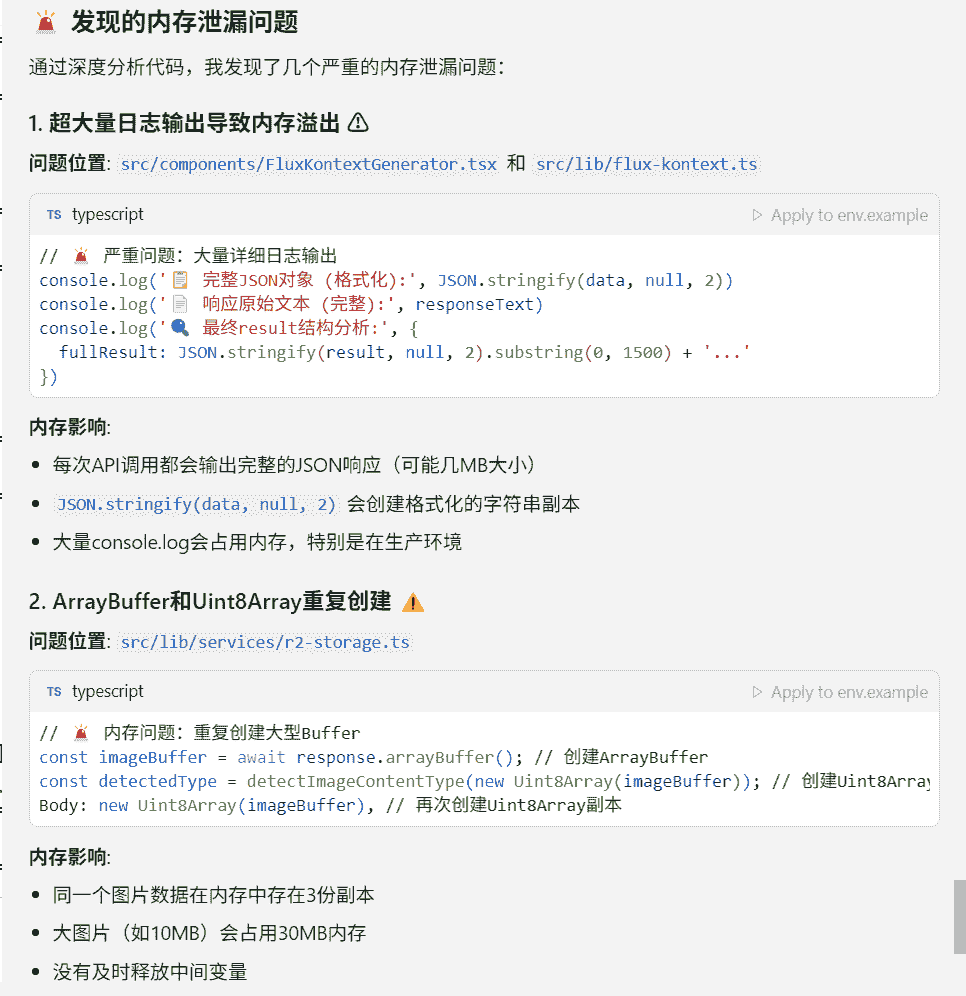 🚨 发现的内存泄漏问题
通过深度分析代码，我发现了几个严重的内存泄漏问题：
1. 超大量日志输出导致内存溢出 ⚠
问题位置: src/components/FluxKontextGenerator.tsx 和 src/lib/flux-kontext.ts
TS typescript
▷ Apply to env.example
// 🚨 严重问题：大量详细日志输出
console.log('📋 完整JSON对象 (格式化):', JSON.stringify(data, null, 2))
console.log('📄 响应原始文本 (完整):', responseText)
console.log('🔍 最终result结构分析:', {
  fullResult: JSON.stringify(result, null, 2).substring(0, 1500) + '...'
})
内存影响:
• 每次API调用都会输出完整的JSON响应（可能几MB大小）
• JSON.stringify(data, null, 2) 会创建格式化的字符串副本
• 大量console.log会占用内存，特别是在生产环境
2. ArrayBuffer和Uint8Array重复创建 ⚠️
问题位置: src/lib/services/r2-storage.ts
TS typescript
▷ Apply to env.example
// 🚨 内存问题：重复创建大型Buffer
const imageBuffer = await response.arrayBuffer(); // 创建ArrayBuffer
const detectedType = detectImageContentType(new Uint8Array(imageBuffer)); // 创建Uint8Array
Body: new Uint8Array(imageBuffer), // 再次创建Uint8Array副本
内存影响:
• 同一个图片数据在内存中存在3份副本
• 大图片（如10MB）会占用30MB内存
• 没有及时释放中间变量